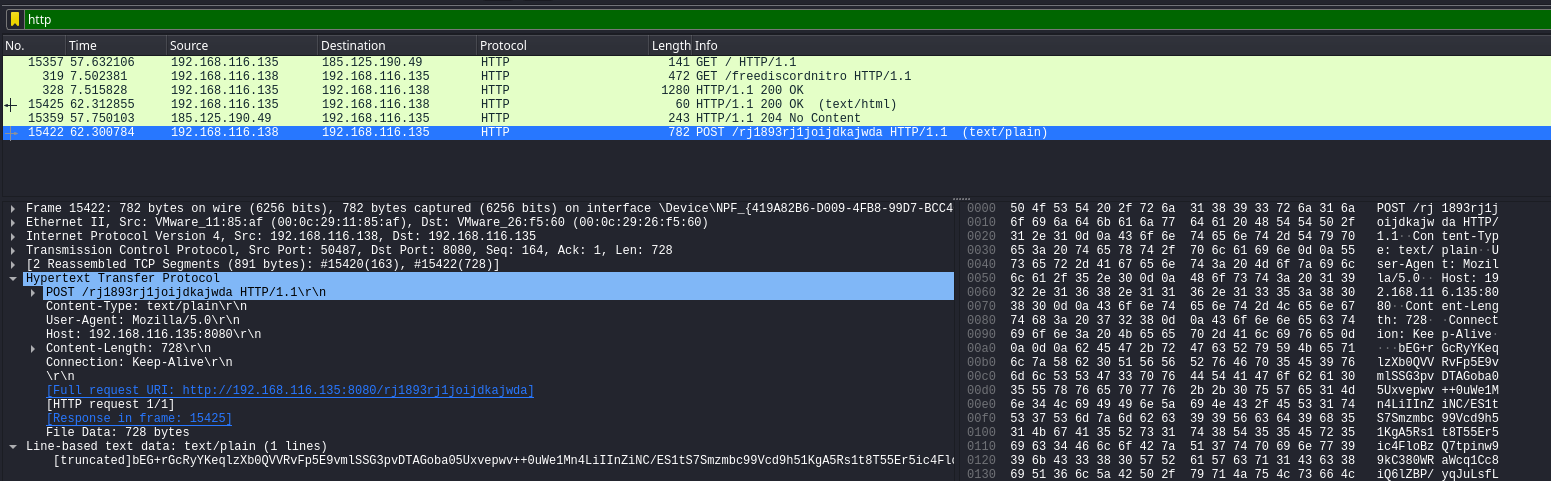 http
No. Time Source Destination Protocol Length Info
15357 57.632106 192.168.116.135 185.125.190.49 HTTP 141 GET / HTTP/1.1
319 7.502381 192.168.116.138 192.168.116.135 HTTP 472 GET /freediscordnitro HTTP/1.1
328 7.515828 192.168.116.135 192.168.116.138 HTTP 1280 HTTP/1.1 200 OK
15425 62.312855 192.168.116.135 192.168.116.138 HTTP 60 HTTP/1.1 200 OK (text/html)
15359 57.750103 185.125.190.49 192.168.116.135 HTTP 243 HTTP/1.1 204 No Content
15422 62.300784 192.168.116.138 192.168.116.135 HTTP 782 POST /rj1893rj1joijdkajwda HTTP/1.1 (text/plain)
Frame 15422: 782 bytes on wire (6256 bits), 782 bytes captured (6256 bits) on interface \Device\NPF_{419A82B6-D009-4FB8-99D7-BCC4
Ethernet II, Src: VMware_11:85:af (00:0c:29:11:85:af), Dst: VMware_26:f5:60 (00:0c:29:26:f5:60)
Internet Protocol Version 4, Src: 192.168.116.138, Dst: 192.168.116.135
Transmission Control Protocol, Src Port: 50487, Dst Port: 8080, Seq: 164, Ack: 1, Len: 728
[2 Reassembled TCP Segments (891 bytes): #15420(163), #15422(728)]
Hypertext Transfer Protocol
POST /rj1893rj1joijdkajwda HTTP/1.1\r\n
Content-Type: text/plain\r\n
User-Agent: Mozilla/5.0\r\n
Host: 192.168.116.135:8080\r\n
Content-Length: 728\r\n
Connection: Keep-Alive\r\n
\r\n
[Full request URI: http://192.168.116.135:8080/rj1893rj1joijdkajwda]
[HTTP request 1/1]
[Response in frame: 15425]
File Data: 728 bytes
Line-based text data: text/plain (1 lines)
[truncated]bEG+rGcRyYKeqlzXb0QVVRvFp5E9vmlSSG3pvDTAGoba05Uxvepwv++0uWe1Mn4LiIInZiNC/ES1tS7Smzmbc99Vcd9h51KgA5Rs1t8T55Er5ic4Flo
0000 50 4f 53 54 20 2f 72 6a 31 38 39 33 72 6a 31 6a POST /rj 1893rj1j
0010 6f 69 6a 64 6b 61 6a 77 64 61 20 48 54 54 50 2f oijdkajw da HTTP/
0020 31 2e 31 0d 0a 43 6f 6e 74 65 6e 74 2d 54 79 70 1.1··Con tent-Typ
0030 65 3a 20 74 65 78 74 2f 70 6c 61 69 6e 0d 0a 55 e: text/ plain··U
0040 73 65 72 2d 41 67 65 6e 74 3a 20 4d 6f 7a 69 6c ser-Agen t: Mozil
0050 6c 61 2f 35 2e 30 0d 0a 48 6f 73 74 3a 20 31 39 la/5.0·· Host: 19
0060 32 2e 31 36 38 2e 31 31 36 2e 31 33 35 3a 38 30 2.168.11 6.135:80
0070 38 30 0d 0a 43 6f 6e 74 65 6e 74 2d 4c 65 6e 67 80··Cont ent-Leng
0080 74 68 3a 20 37 32 38 0d 0a 43 6f 6e 6e 65 63 74 th: 728· ·Connect
0090 69 6f 6e 3a 20 4b 65 65 70 2d 41 6c 69 76 65 0d ion: Kee p-Alive·
00a0 0a 0d 0a 62 45 47 2b 72 47 63 52 79 59 4b 65 71 ···bEG+r GcRyYKeq
00b0 6c 7a 58 62 30 51 56 56 52 76 46 70 35 45 39 76 lzXb0QVV RvFp5E9v
00c0 6d 6c 53 53 47 33 70 76 44 54 41 47 6f 62 61 30 mlSSG3pv DTAGoba0
00d0 35 55 78 76 65 70 77 76 2b 2b 30 75 57 65 31 4d 5Uxvepwv ++0uWe1M
00e0 6e 34 4c 69 49 49 6e 5a 69 4e 43 2f 45 53 31 74 n4LiIInZ iNC/ES1t
00f0 53 37 53 6d 7a 6d 62 63 39 39 56 63 64 39 68 35 S7Smzmbc 99Vcd9h5
0100 31 4b 67 41 35 52 73 31 74 38 54 35 35 45 72 35 1KgA5Rs1 t8T55Er5
0110 69 63 34 46 6c 6f 42 7a 51 37 74 70 69 6e 77 39 ic4FloBz Q7tpinw9
0120 39 6b 43 33 38 30 57 52 61 57 63 71 31 43 63 38 9kC380WR aWcq1Cc8
0130 69 51 36 6c 5a 42 50 2f 79 71 4a 75 4c 73 66 4c iQ6lZBP/ yqJuLsfL